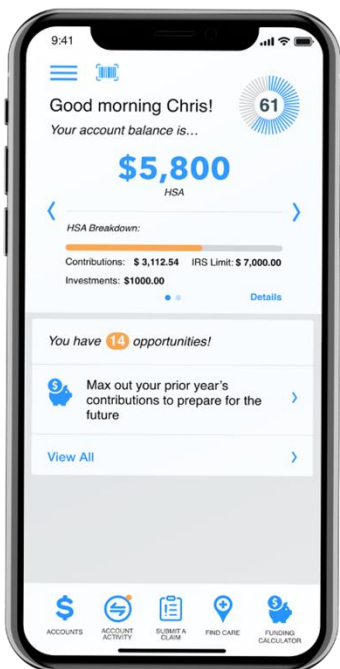 9:41
Good morning Chris!
61
Your account balance is...
$5,800
HSA
HSA Breakdown:
Contributions: $ 3,112.54 IRS Limit: $ 7,000.00
Investments: $1000.00
Details
You have 14 opportunities!
Max out your prior year's
contributions to prepare for the
future
View All
ACCOUNTS
ACCOUNT
ACTIVITY
SUBMIT A
CLAIM
FIND CARE
FUNDING
CALCULATOR